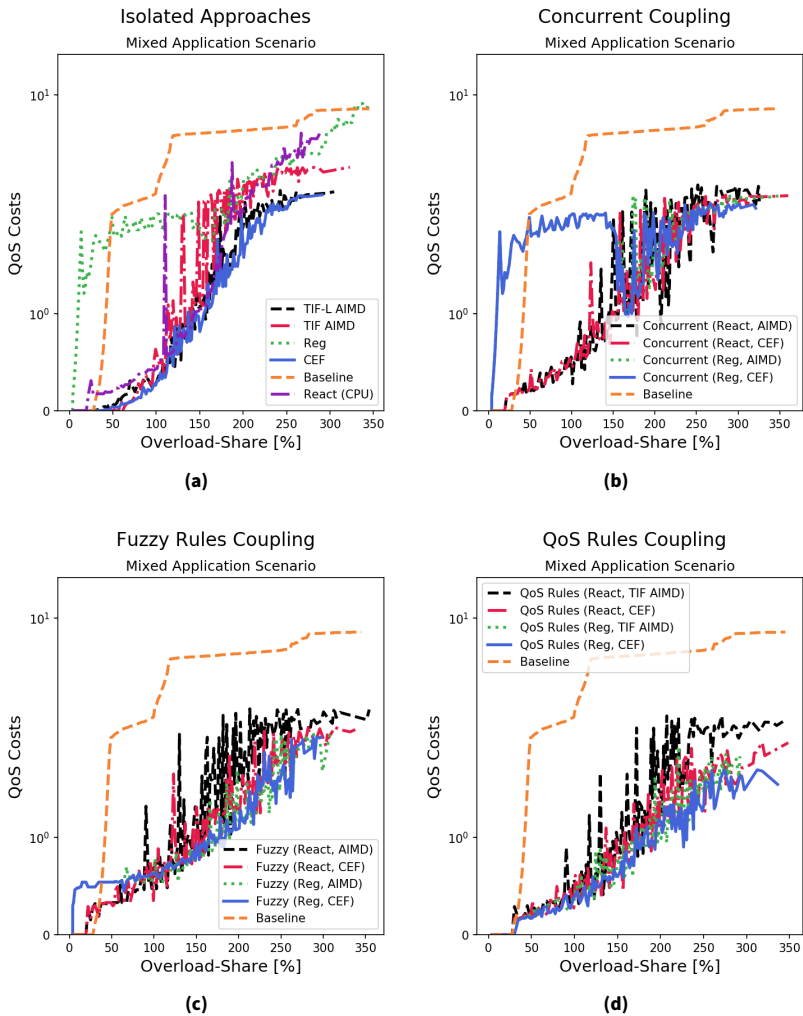 Isolated Approaches
Mixed Application Scenario
QoS Costs
10¹
10⁰
0
0 50 100 150 200 250 300 350
Overload-Share [%]
TIF-L AIMD
TIF AIMD
Reg
CEF
Baseline
React (CPU)
(a)
Concurrent Coupling
Mixed Application Scenario
QoS Costs
10¹
10⁰
0
0 50 100 150 200 250 300 350
Overload-Share [%]
Concurrent (React, AIMD)
Concurrent (React, CEF)
Concurrent (Reg, AIMD)
Concurrent (Reg, CEF)
Baseline
(b)
Fuzzy Rules Coupling
Mixed Application Scenario
QoS Costs
10¹
10⁰
0
0 50 100 150 200 250 300 350
Overload-Share [%]
Fuzzy (React, AIMD)
Fuzzy (React, CEF)
Fuzzy (Reg, AIMD)
Fuzzy (Reg, CEF)
Baseline
(c)
QoS Rules Coupling
Mixed Application Scenario
QoS Costs
10¹
10⁰
0
QoS Rules (React, TIF AIMD)
QoS Rules (React, CEF)
QoS Rules (Reg, TIF AIMD)
QoS Rules (Reg, CEF)
Baseline
0 50 100 150 200 250 300 350
Overload-Share [%]
(d)